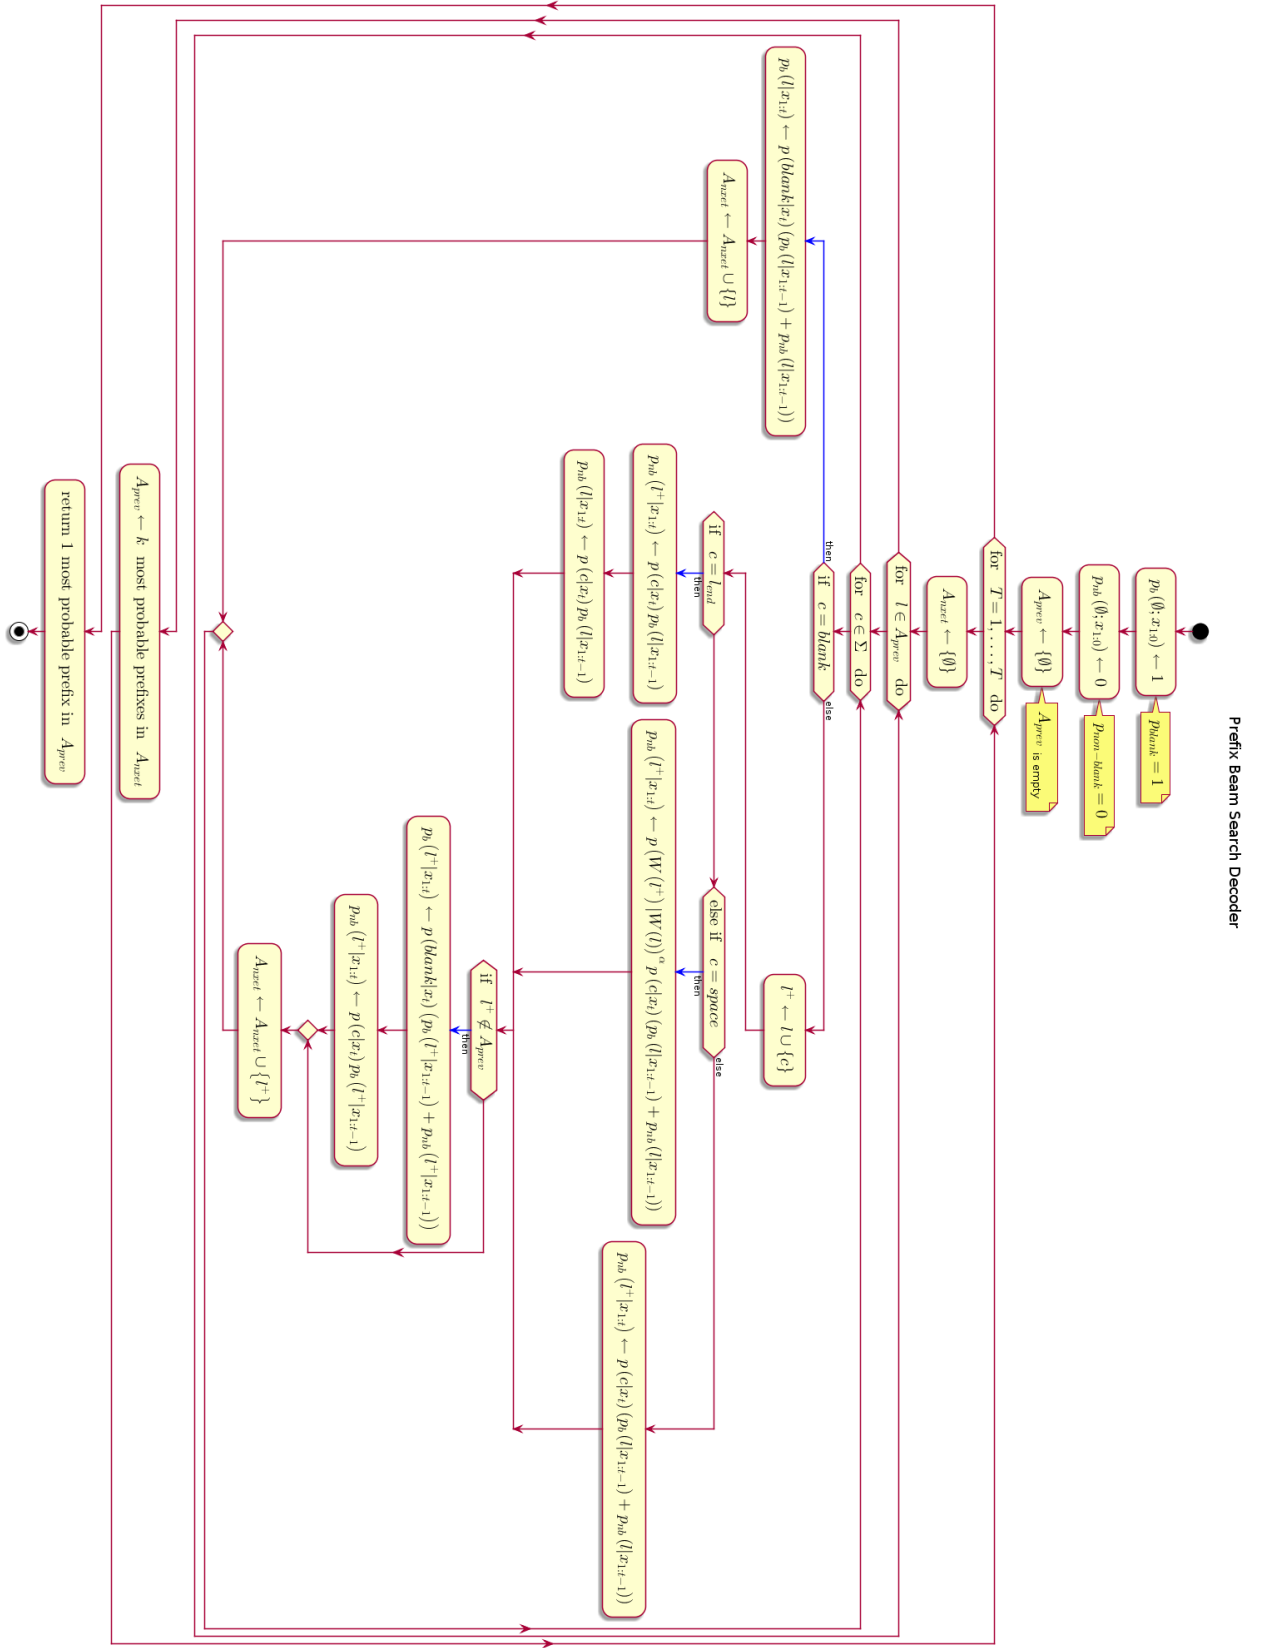 Prefix Beam Search Decoder
p_b (∅; x_{1:0}) ← 1
p_{blank} = 1
p_{nb} (∅; x_{1:0}) ← 0
p_{non−blank} = 0
A_{prev} ← {∅}
A_{prev} is empty
for T = 1, . . . , T do
A_{nxet} ← {∅}
for l ∈ A_{prev} do
for c ∈ Σ do
then
if c = blank
else
p_b (l|x_{1:t}) ← p (blank|x_t) (p_b (l|x_{1:t−1}) + p_{nb} (l|x_{1:t−1}))
A_{nxet} ← A_{nxet} ∪ {l}
l^+ ← l ∪ {c}
if c = l_{end}
then
p_{nb} (l^+|x_{1:t}) ← p (c|x_t) p_b (l|x_{1:t−1})
p_{nb} (l|x_{1:t}) ← p (c|x_t) p_b (l|x_{1:t−1})
else if c = space
then
else
p_{nb} (l^+|x_{1:t}) ← p (W (l^+) |W(l))^α p (c|x_t) (p_b (l|x_{1:t−1}) + p_{nb} (l|x_{1:t−1}))
p_{nb} (l^+|x_{1:t}) ← p (c|x_t) (p_b (l|x_{1:t−1}) + p_{nb} (l|x_{1:t−1}))
if l^+ ∉ A_{prev}
then
p_b (l^+|x_{1:t}) ← p (blank|x_t) (p_b (l^+|x_{1:t−1}) + p_{nb} (l^+|x_{1:t−1}))
p_{nb} (l^+|x_{1:t}) ← p (c|x_t) p_b (l^+|x_{1:t−1})
A_{nxet} ← A_{nxet} ∪ {l^+}
A_{prev} ← k most probable prefixes in A_{nxet}
return 1 most probable prefix in A_{prev}